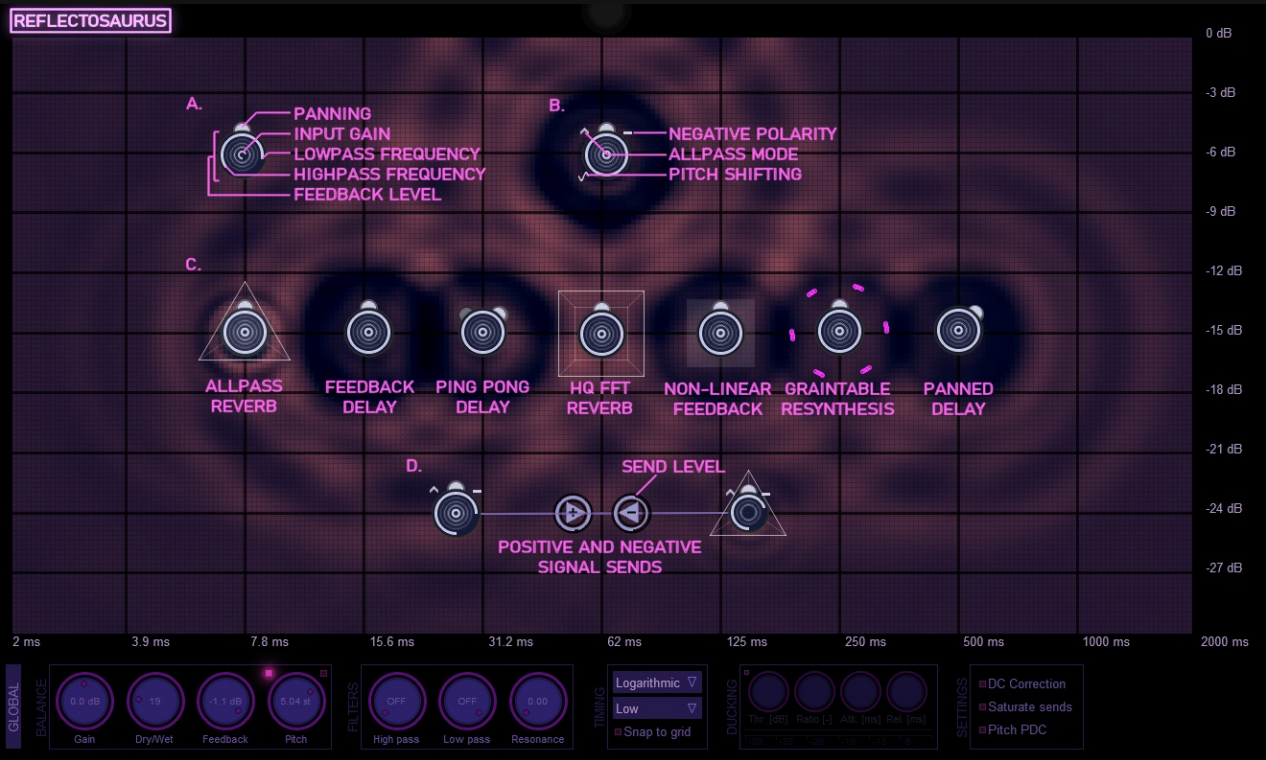 REFLECTOSAURUS
0 dB
-3 dB
-6 dB
-9 dB
-12 dB
-15 dB
-18 dB
-21 dB
-24 dB
-27 dB
A.
PANNING
INPUT GAIN
LOWPASS FREQUENCY
HIGHPASS FREQUENCY
FEEDBACK LEVEL
B.
NEGATIVE POLARITY
ALLPASS MODE
PITCH SHIFTING
C.
ALLPASS
REVERB
FEEDBACK
DELAY
PING PONG
DELAY
HQ FFT
REVERB
NON-LINEAR
FEEDBACK
GRAINTABLE
RESYNTHESIS
PANNED
DELAY
D.
SEND LEVEL
POSITIVE AND NEGATIVE
SIGNAL SENDS
2 ms 3.9 ms 7.8 ms 15.6 ms 31.2 ms 62 ms 125 ms 250 ms 500 ms 1000 ms 2000 ms
GLOBAL
BALANCE
0.0 dB 19 -1.1 dB 5.04 st
Gain Dry/Wet Feedback Pitch
FILTERS
OFF OFF 0.00
High pass Low pass Resonance
TIMING
Logarithmic
Low
Snap to grid
DUCKING
Thr. [dB] Ratio [-] Atk. [ms] Rel. [ms]
SETTINGS
DC Correction
Saturate sends
Pitch PDC